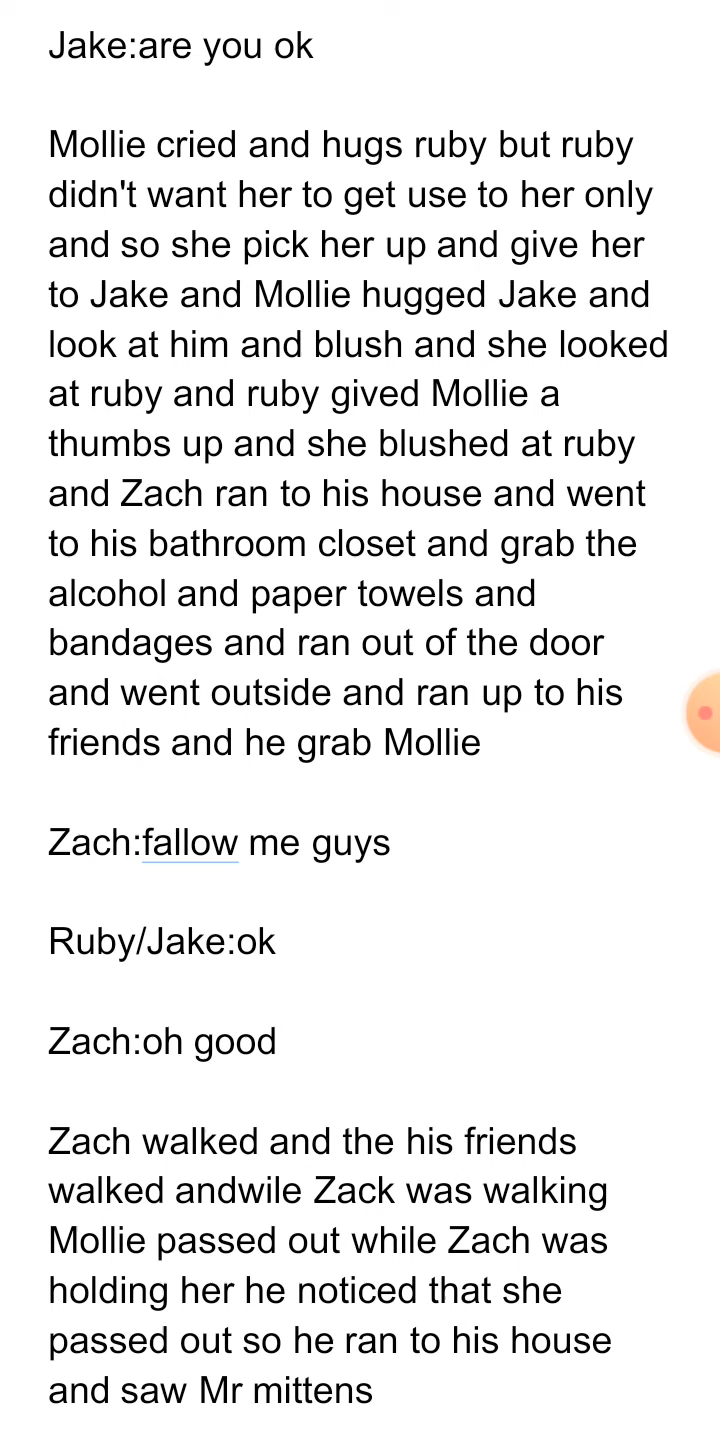 Jake:are you ok
Mollie cried and hugs ruby but ruby
didn't want her to get use to her only
and so she pick her up and give her
to Jake and Mollie hugged Jake and
look at him and blush and she looked
at ruby and ruby gived Mollie a
thumbs up and she blushed at ruby
and Zach ran to his house and went
to his bathroom closet and grab the
alcohol and paper towels and
bandages and ran out of the door
and went outside and ran up to his
friends and he grab Mollie
Zach:fallow me guys
Ruby/Jake:ok
Zach:oh good
Zach walked and the his friends
walked andwile Zack was walking
Mollie passed out while Zach was
holding her he noticed that she
passed out so he ran to his house
and saw Mr mittens